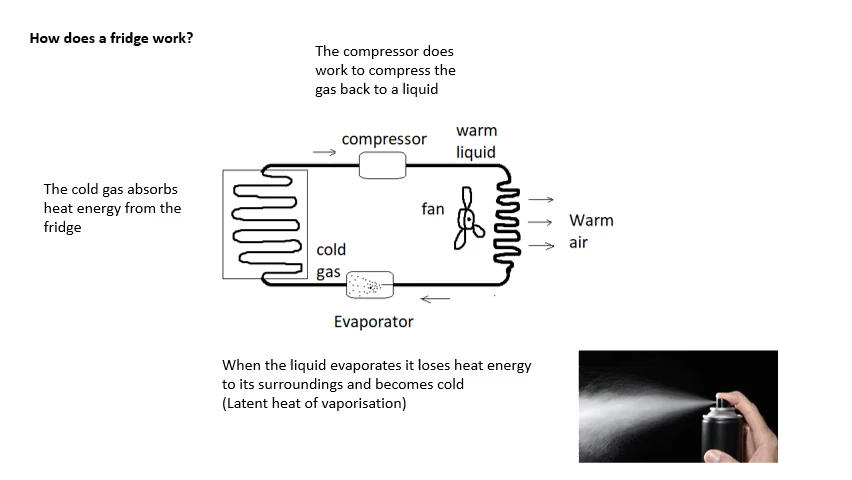 How does a fridge work?
The compressor does
work to compress the
gas back to a liquid
compressor
warm
liquid
The cold gas absorbs
heat energy from the
fridge
fan
Warm
air
cold
gas
Evaporator
When the liquid evaporates it loses heat energy
to its surroundings and becomes cold
(Latent heat of vaporisation)